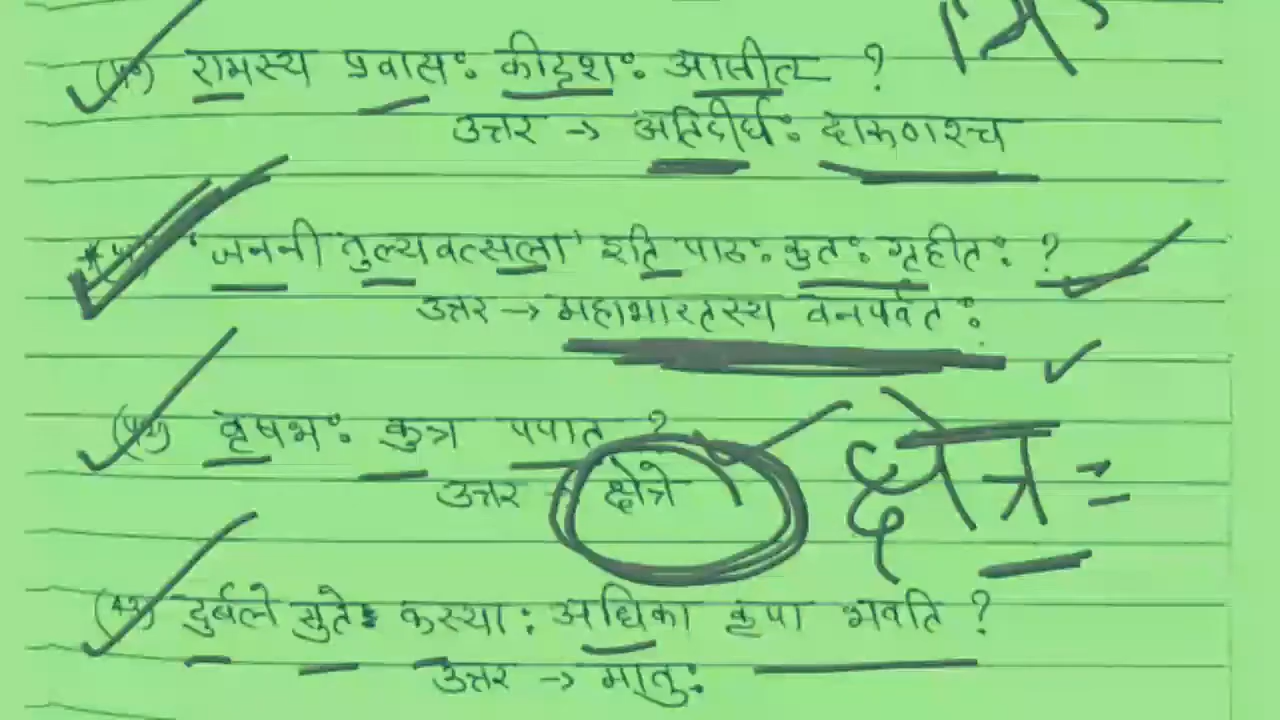 रामस्य प्रवासः कीदृशः आसीत् ?
उत्तर → अतिदीर्घः दारूणश्च
'जननी तुल्यवत्सला' इति पाठः कुतः गृहीतः ?
उत्तर → महाभारतस्य वनपर्वतः
वृषभः कुत्र पपात ?
उत्तर → क्षेत्रे क्षेत्र =
दुर्बले सुते कस्याः अधिका कृपा भवति ?
उत्तर → मातुः